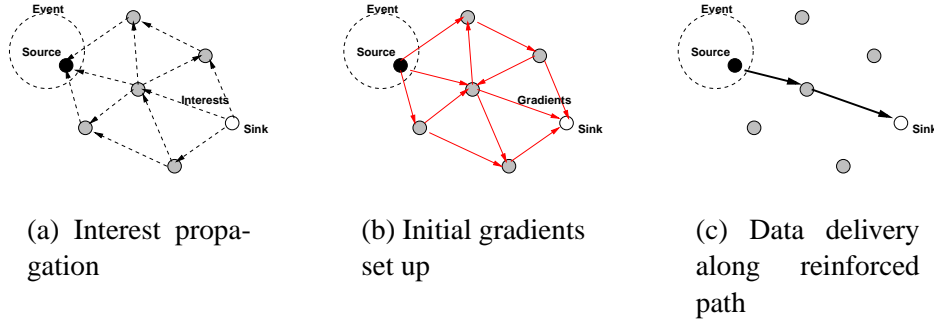 Event
Source
Interests
Sink
(a) Interest propa-
gation
Event
Source
Gradients
Sink
(b) Initial gradients
set up
Event
Source
Sink
(c) Data delivery
along reinforced
path